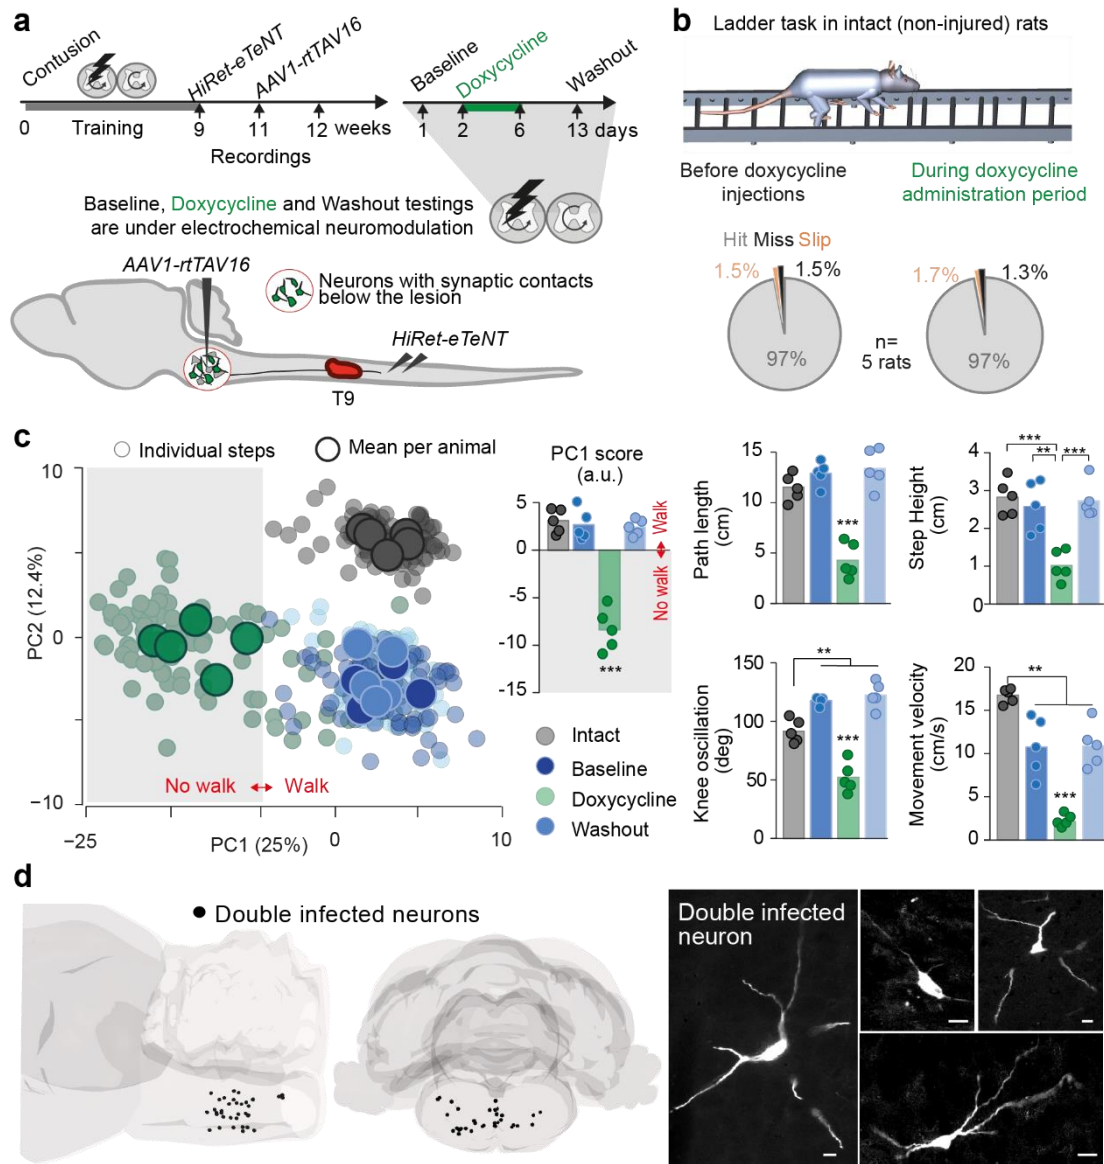 a
Contusion
HiRet-eTeNT
AAV1-rtTAV16
Baseline
Doxycycline
Washout
0
Training
9
11
12 weeks
1
2
6
13 days
Recordings
Baseline, Doxycycline and Washout testings
are under electrochemical neuromodulation
AAV1-rtTAV16
Neurons with synaptic contacts
below the lesion
HiRet-eTeNT
T9
b
Ladder task in intact (non-injured) rats
Before doxycycline
injections
During doxycycline
administration period
Hit Miss Slip
1.5%
1.5%
97%
n=
5 rats
1.7%
1.3%
97%
c
Individual steps
Mean per animal
10
0
−10
PC2 (12.4%)
No walk
Walk
−25
PC1 (25%)
0
10
PC1 score
(a.u.)
5
0
−5
−10
−15
***
Walk
No walk
Intact
Baseline
Doxycycline
Washout
Path length
(cm)
15
10
5
0
***
Step Height
(cm)
4
3
2
1
0
***
**
***
Knee oscillation
(deg)
150
100
50
0
**
***
Movement velocity
(cm/s)
20
15
10
5
0
**
***
d
Double infected neurons
Double infected
neuron